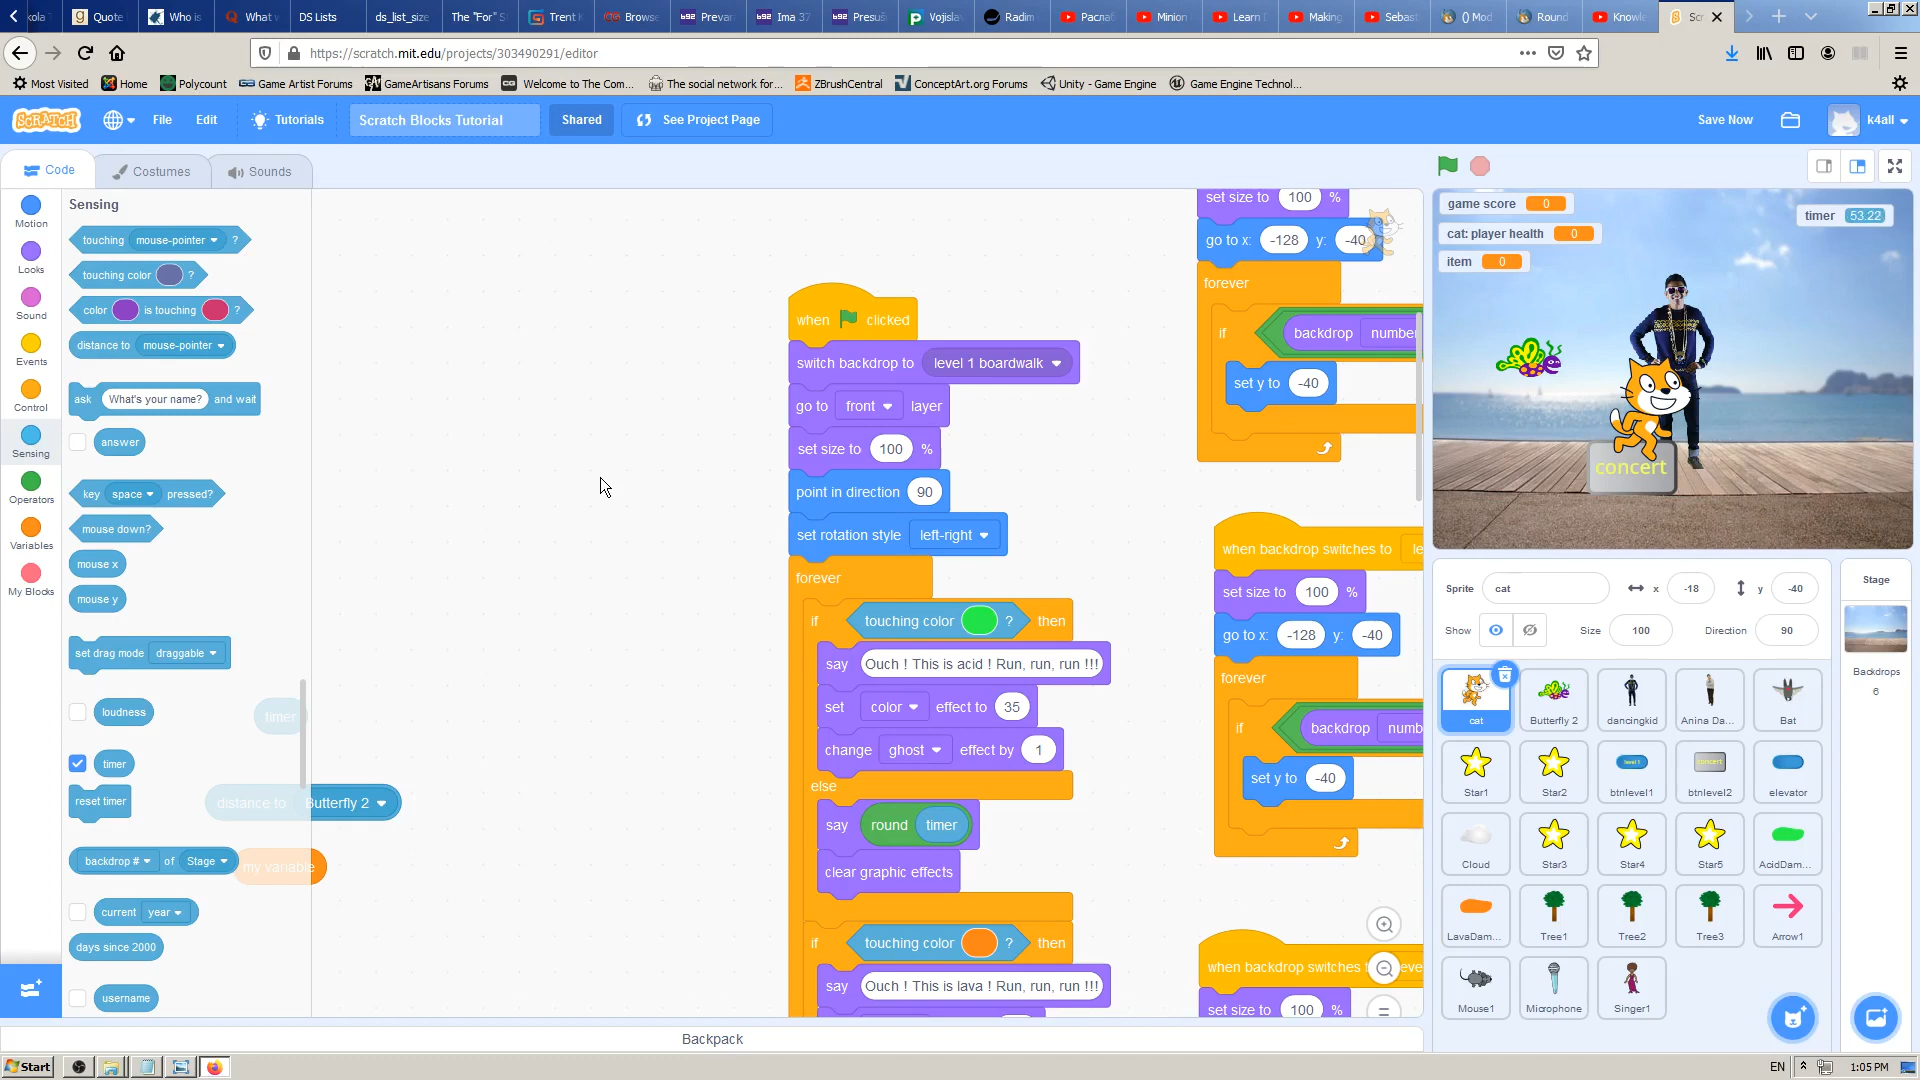 Quote
Who is
What
DS Lists
ds_list_size
The "For" S
Trent
Browse
Prevar
Ima 37
Presuš
Vojisla
Radim
Распа
Minion
Learn
Making
Sebast
() Mod
Round
Knowle
Scr
https://scratch.mit.edu/projects/303490291/editor
Most Visited
Home
Polycount
Game Artist Forums
GameArtisans Forums
Welcome to The Com...
The social network for...
ZBrushCentral
ConceptArt.org Forums
Unity - Game Engine
Game Engine Technol...
SCRATCH
File
Edit
Tutorials
Scratch Blocks Tutorial
Shared
See Project Page
Save Now
k4all
Code
Costumes
Sounds
Motion
Looks
Sound
Events
Control
Sensing
Operators
Variables
My Blocks
Sensing
touching mouse-pointer ?
touching color ?
color is touching ?
distance to mouse-pointer
ask What's your name? and wait
answer
key space pressed?
mouse down?
mouse x
mouse y
set drag mode draggable
loudness
timer
timer
reset timer
distance to Butterfly 2
backdrop # of Stage
my variable
current year
days since 2000
username
when clicked
switch backdrop to level 1 boardwalk
go to front layer
set size to 100 %
point in direction 90
set rotation style left-right
forever
if touching color ? then
say Ouch ! This is acid ! Run, run, run !!!
set color effect to 35
change ghost effect by 1
else
say round timer
clear graphic effects
if touching color ? then
say Ouch ! This is lava ! Run, run, run !!!
set size to 100 %
go to x: -128 y: -40
forever
if backdrop number
set y to -40
when backdrop switches to le
set size to 100 %
go to x: -128 y: -40
forever
if backdrop numb
set y to -40
when backdrop switches t
set size to 100 %
Backpack
game score 0
timer 53.22
cat: player health 0
item 0
concert
Sprite cat x -18 y -40
Show Size 100 Direction 90
cat
Butterfly 2
dancingkid
Anina Da...
Bat
Star1
Star2
btnlevel1
btnlevel2
elevator
Cloud
Star3
Star4
Star5
AcidDam...
LavaDam...
Tree1
Tree2
Tree3
Arrow1
Mouse1
Microphone
Singer1
Stage
Backdrops
6
Start
EN
1:05 PM